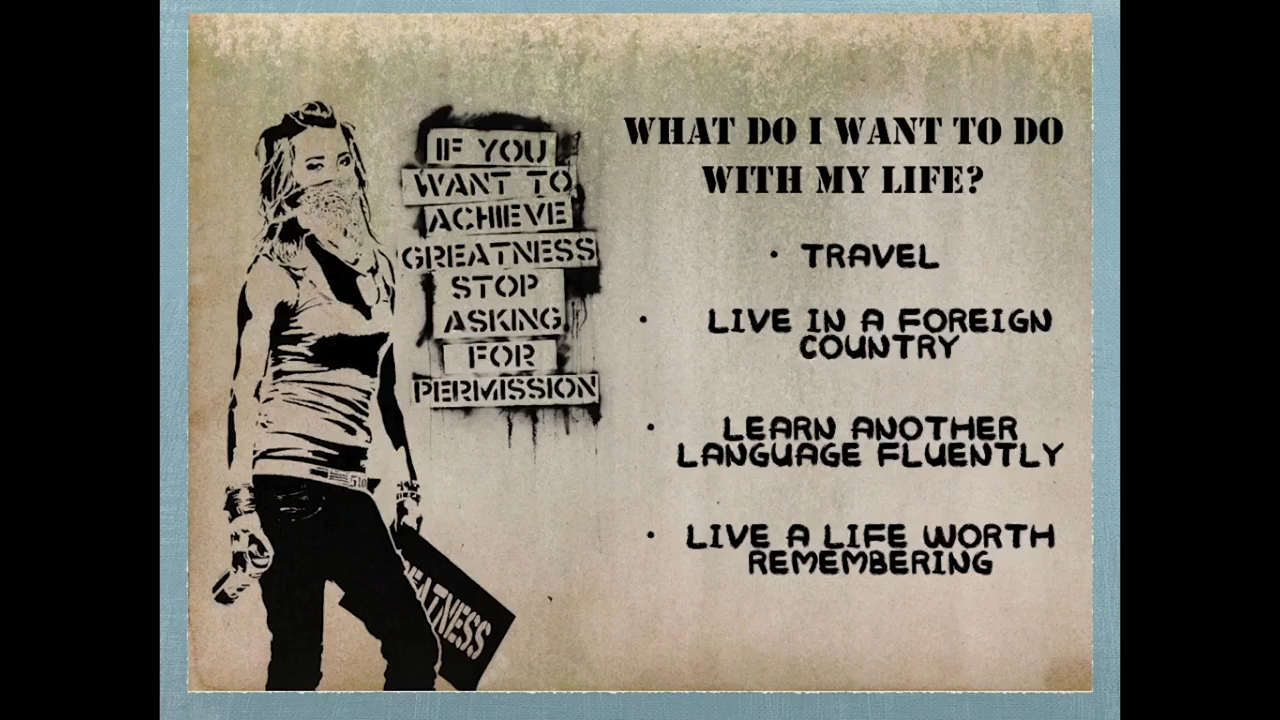 IF YOU
WANT TO
ACHIEVE
GREATNESS
STOP
ASKING
FOR
PERMISSION
WHAT DO I WANT TO DO
WITH MY LIFE?
• TRAVEL
• LIVE IN A FOREIGN
COUNTRY
• LEARN ANOTHER
LANGUAGE FLUENTLY
• LIVE A LIFE WORTH
REMEMBERING
EATNESS